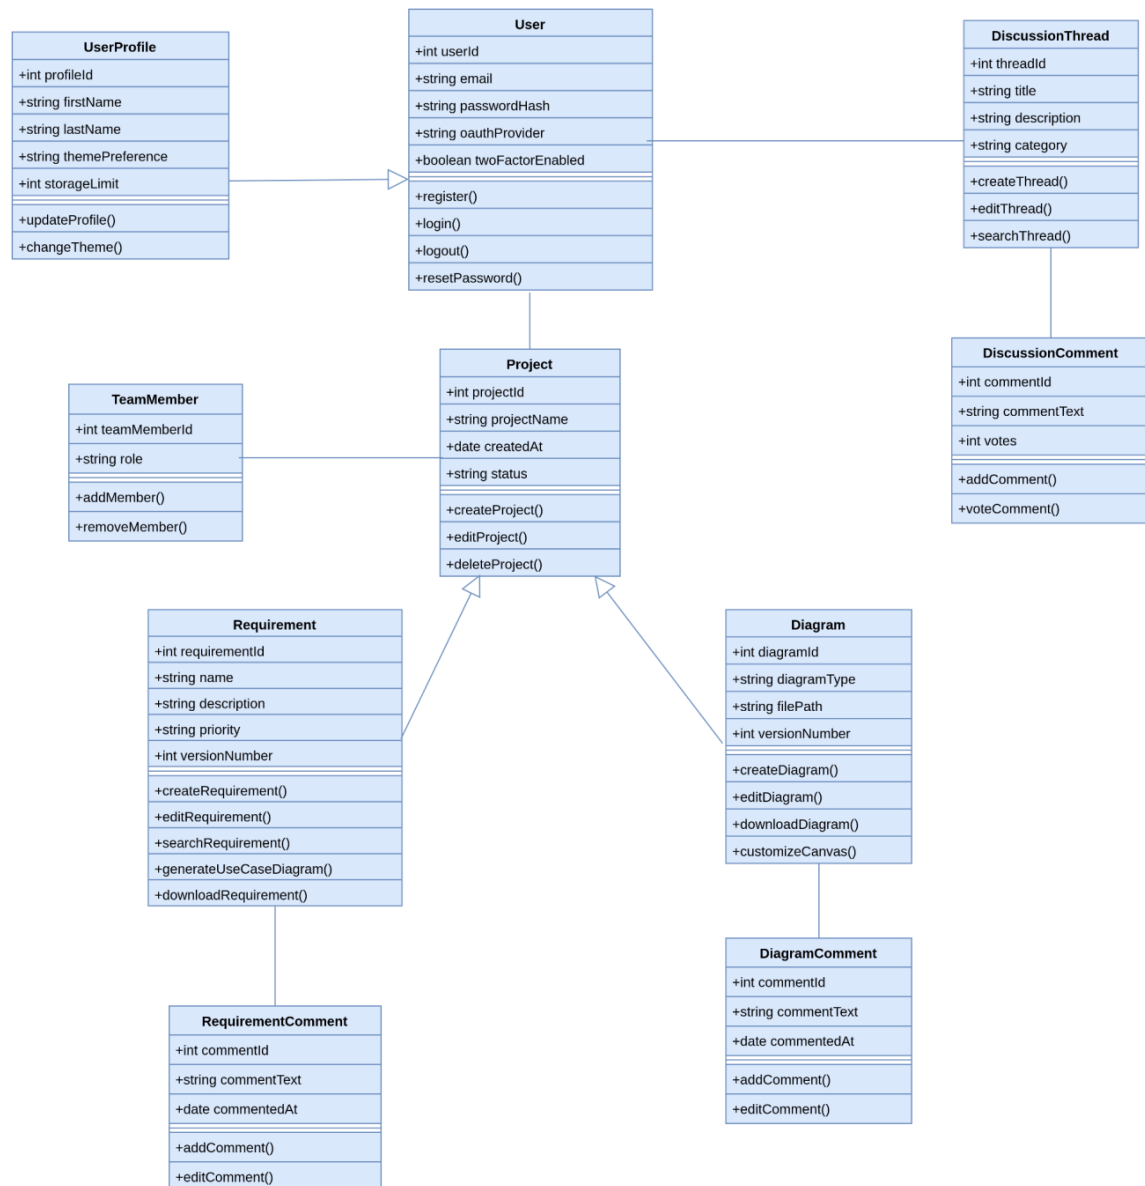 UserProfile
+int profileId
+string firstName
+string lastName
+string themePreference
+int storageLimit
+updateProfile()
+changeTheme()
User
+int userId
+string email
+string passwordHash
+string oauthProvider
+boolean twoFactorEnabled
+register()
+login()
+logout()
+resetPassword()
DiscussionThread
+int threadId
+string title
+string description
+string category
+createThread()
+editThread()
+searchThread()
DiscussionComment
+int commentId
+string commentText
+int votes
+addComment()
+voteComment()
TeamMember
+int teamMemberId
+string role
+addMember()
+removeMember()
Project
+int projectId
+string projectName
+date createdAt
+string status
+createProject()
+editProject()
+deleteProject()
Requirement
+int requirementId
+string name
+string description
+string priority
+int versionNumber
+createRequirement()
+editRequirement()
+searchRequirement()
+generateUseCaseDiagram()
+downloadRequirement()
Diagram
+int diagramId
+string diagramType
+string filePath
+int versionNumber
+createDiagram()
+editDiagram()
+downloadDiagram()
+customizeCanvas()
RequirementComment
+int commentId
+string commentText
+date commentedAt
+addComment()
+editComment()
DiagramComment
+int commentId
+string commentText
+date commentedAt
+addComment()
+editComment()